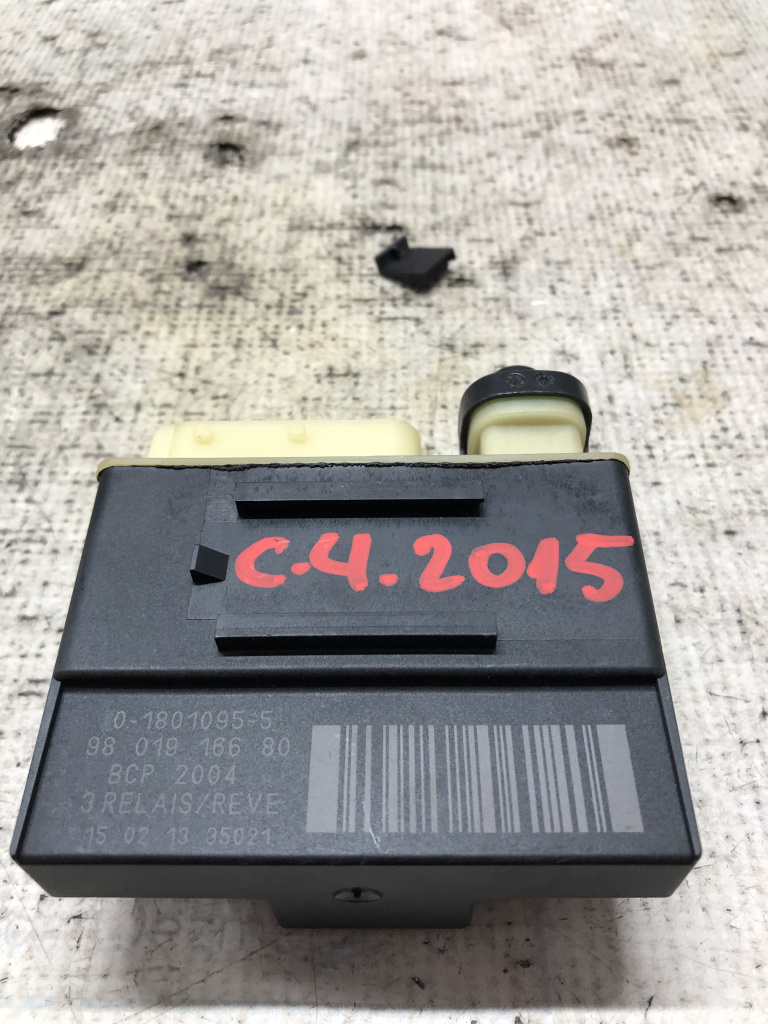 C.4.2015
0-1801095-5
98 019 166 80
BCP 2004
3 RELAIS/REVE
15 02 13 35021